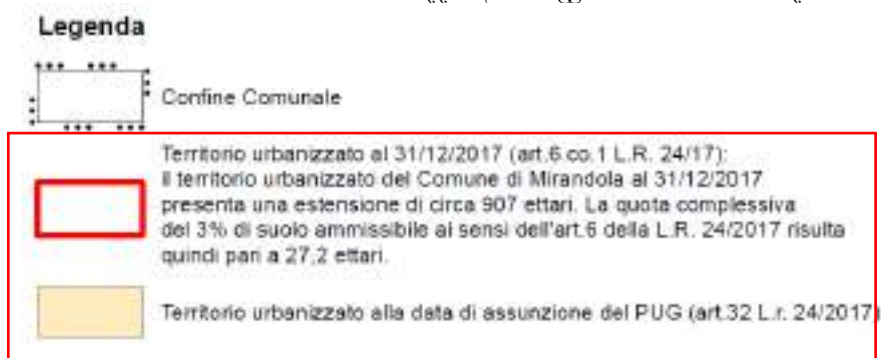 Legenda
Confine Comunale
Territorio urbanizzato al 31/12/2017 (art.6 co.1 L.R. 24/17):
Il territorio urbanizzato del Comune di Mirandola al 31/12/2017
presenta una estensione di circa 907 ettari. La quota complessiva
del 3% di suolo ammissibile ai sensi dell'art.6 della L.R. 24/2017 risulta
quindi pari a 27,2 ettari.
Territorio urbanizzato alla data di assunzione del PUG (art.32 L.r. 24/2017)